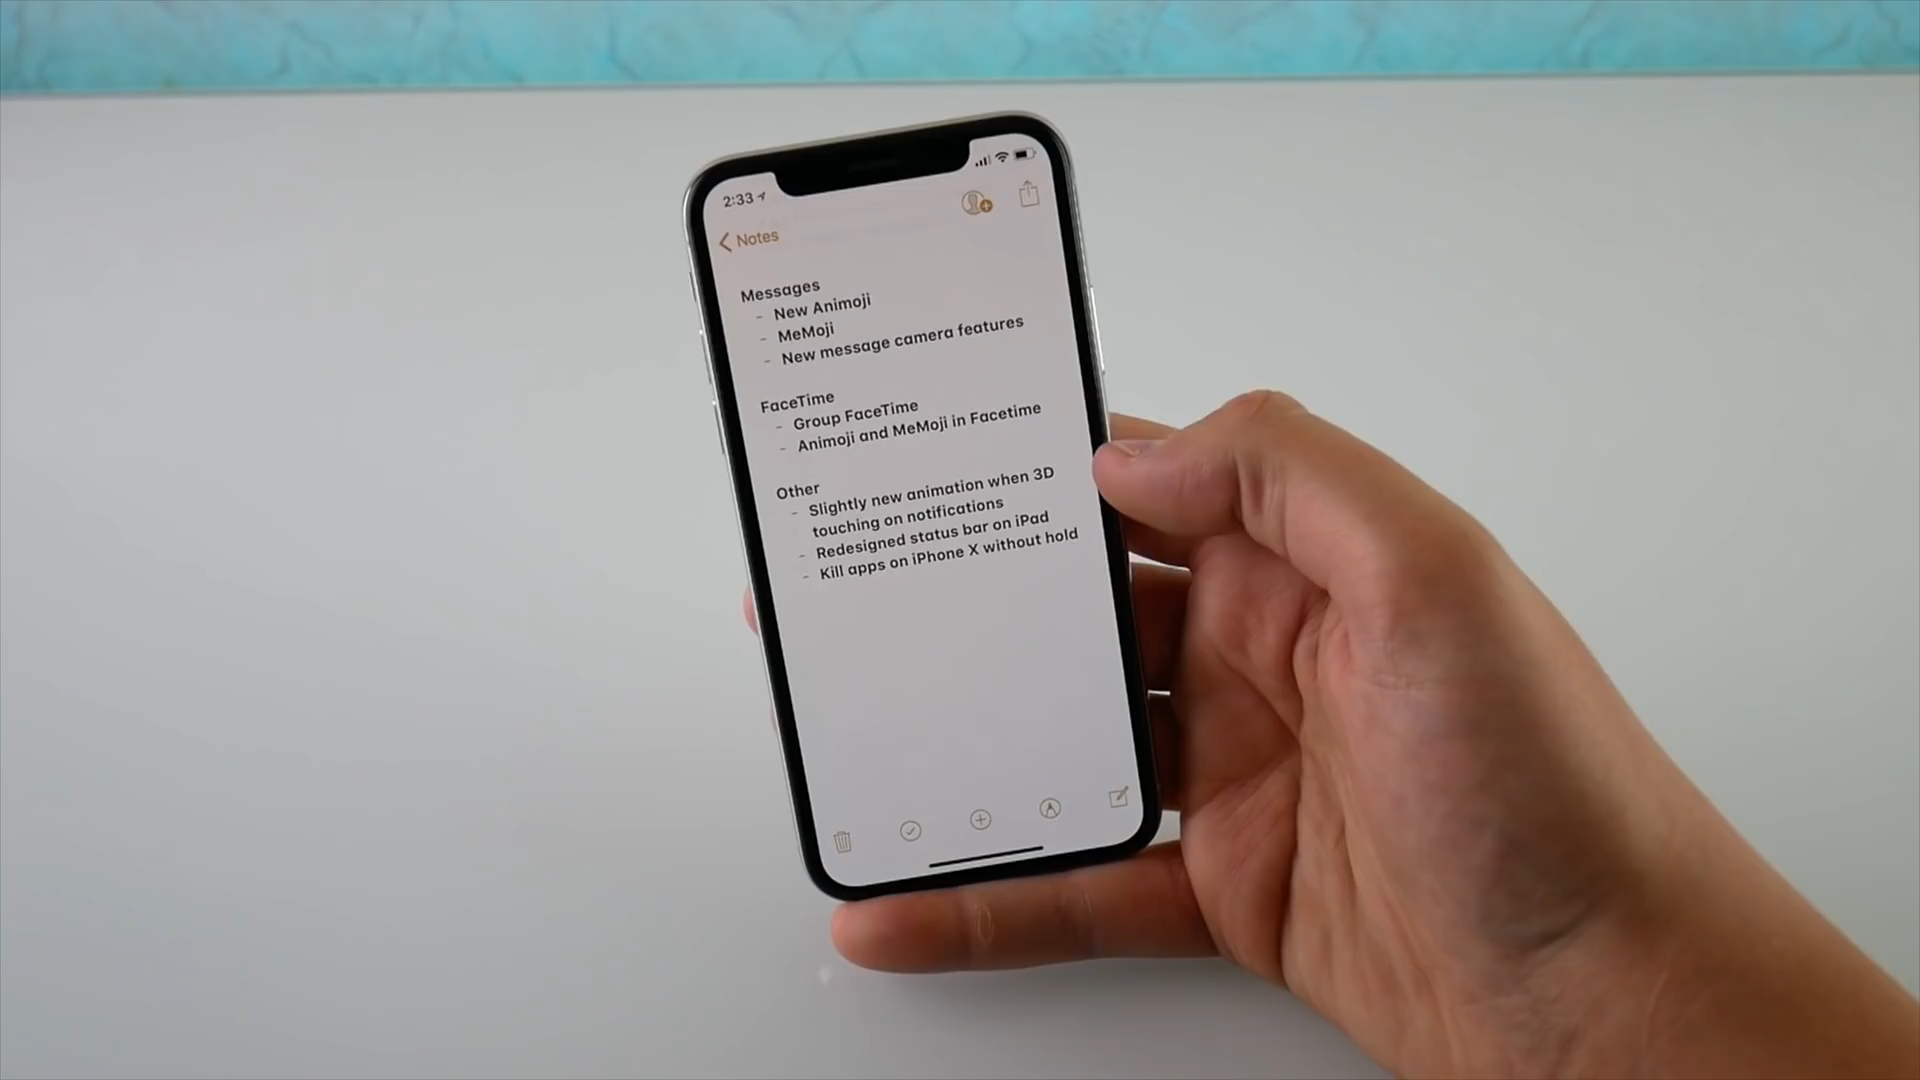 2:33
Notes
Messages
- New Animoji
- MeMoji
- New message camera features
FaceTime
- Group FaceTime
- Animoji and MeMoji in Facetime
Other
- Slightly new animation when 3D
touching on notifications
- Redesigned status bar on iPad
- Kill apps on iPhone X without hold